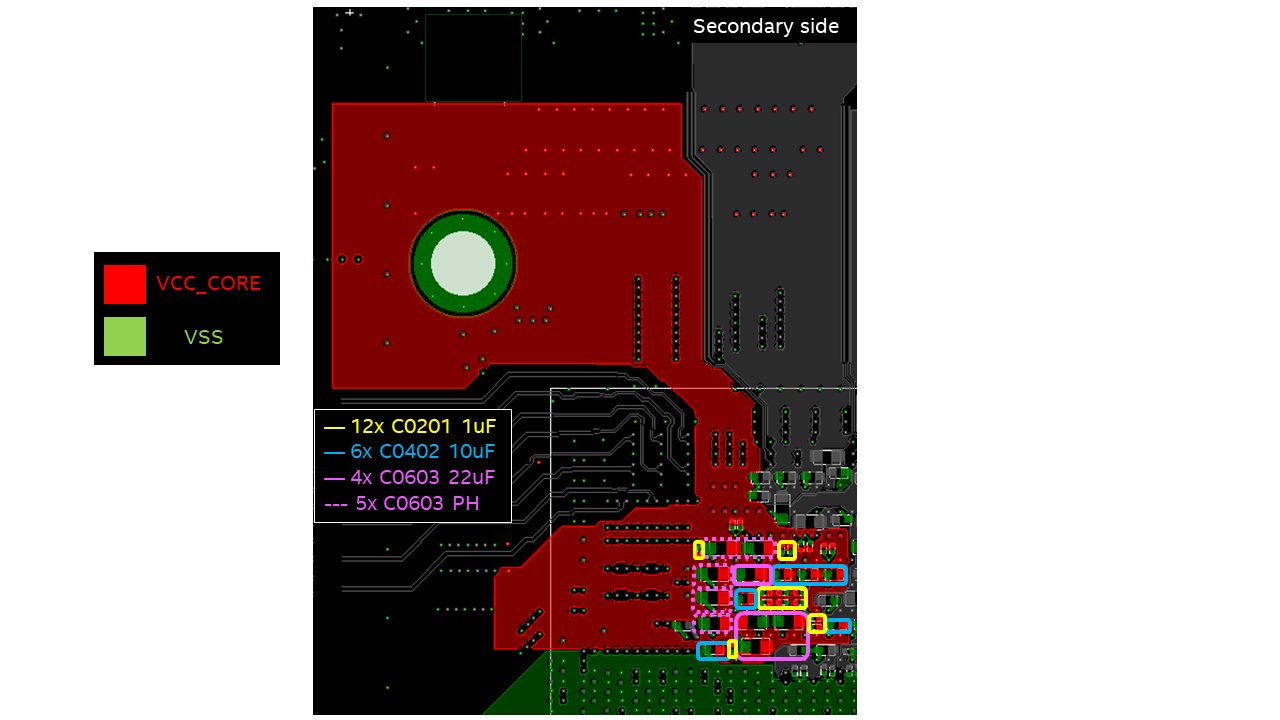 Secondary side
VCC_CORE
VSS
— 12x C0201 1uF
— 6x C0402 10uF
— 4x C0603 22uF
--- 5x C0603 PH